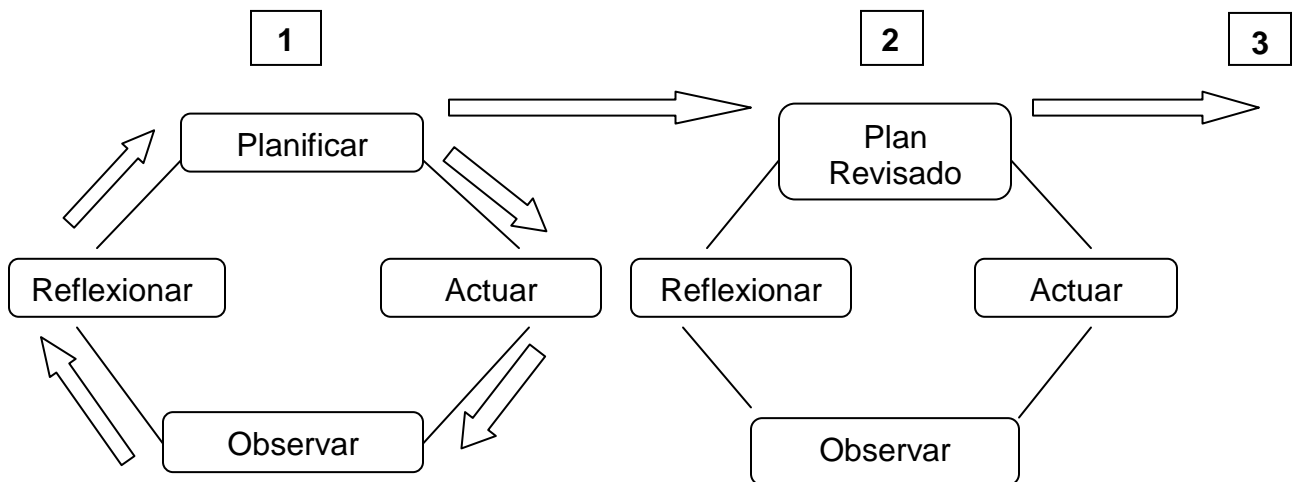 1
2
3
Planificar
Plan
Revisado
Reflexionar
Actuar
Reflexionar
Actuar
Observar
Observar